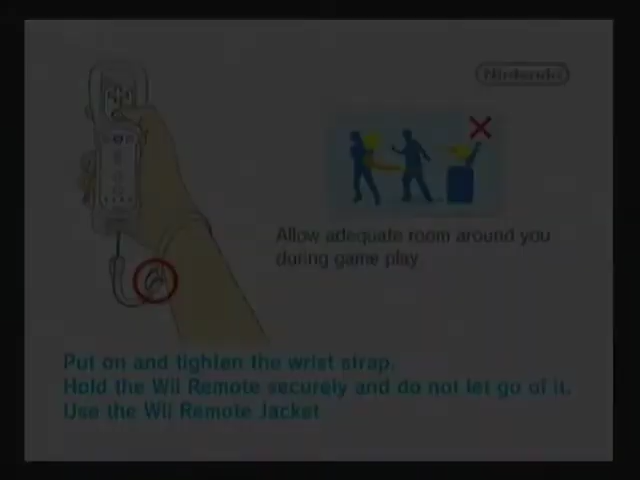 Nintendo
Allow adequate room around you
during game play
Put on and tighten the wrist strap.
Hold the Wii Remote securely and do not let go of it.
Use the Wii Remote Jacket